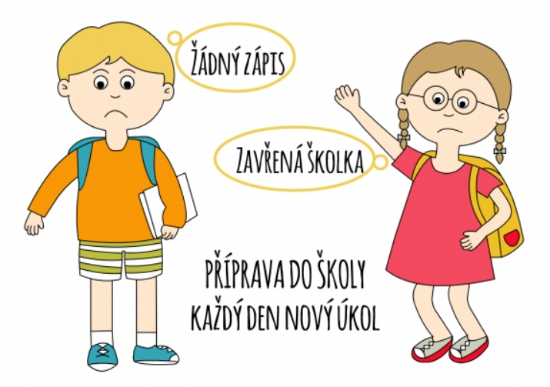 ŽÁDNÝ ZÁPIS
ZAVŘENÁ ŠKOLKA
PŘÍPRAVA DO ŠKOLY
KAŽDÝ DEN NOVÝ ÚKOL